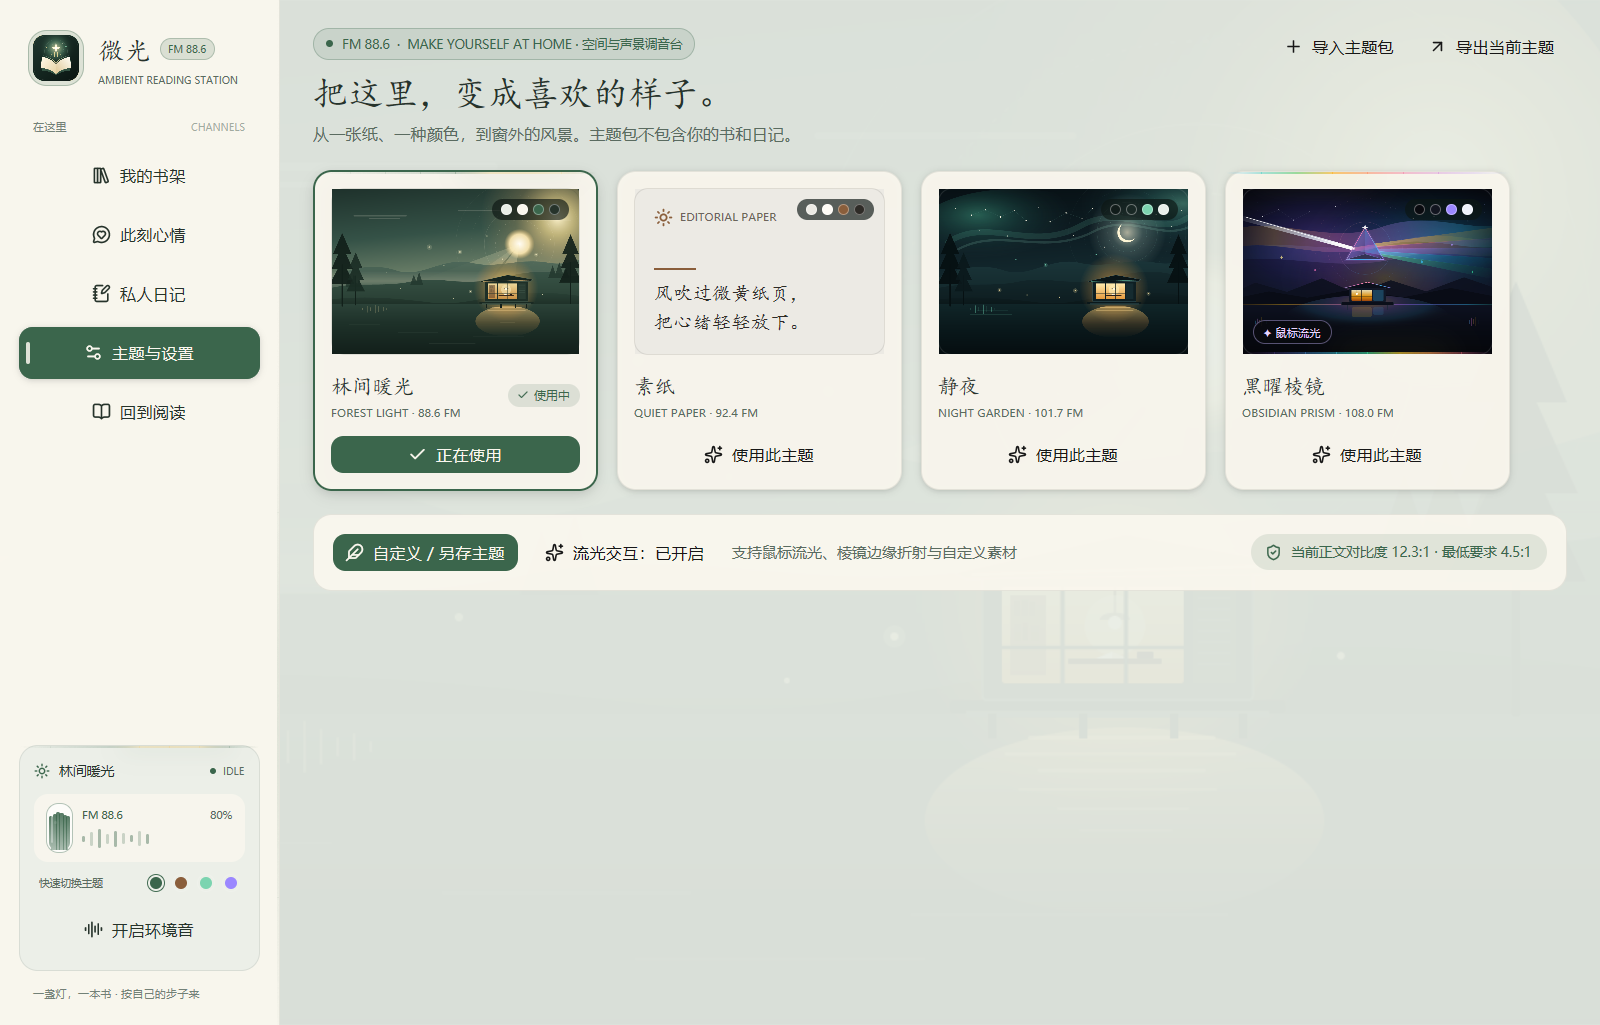 微光
FM 88.6
AMBIENT READING STATION
在这里
CHANNELS
我的书架
此刻心情
私人日记
主题与设置
回到阅读
林间暖光
IDLE
FM 88.6
80%
快速切换主题
开启环境音
一盏灯，一本书 · 按自己的步子来
FM 88.6 · MAKE YOURSELF AT HOME · 空间与声景调音台
导入主题包
导出当前主题
把这里，变成喜欢的样子。
从一张纸、一种颜色，到窗外的风景。主题包不包含你的书和日记。
林间暖光
FOREST LIGHT · 88.6 FM
使用中
正在使用
EDITORIAL PAPER
风吹过微黄纸页，
把心绪轻轻放下。
素纸
QUIET PAPER · 92.4 FM
使用此主题
静夜
NIGHT GARDEN · 101.7 FM
使用此主题
鼠标流光
黑曜棱镜
OBSIDIAN PRISM · 108.0 FM
使用此主题
自定义 / 另存主题
流光交互：已开启
支持鼠标流光、棱镜边缘折射与自定义素材
当前正文对比度 12.3:1 · 最低要求 4.5:1